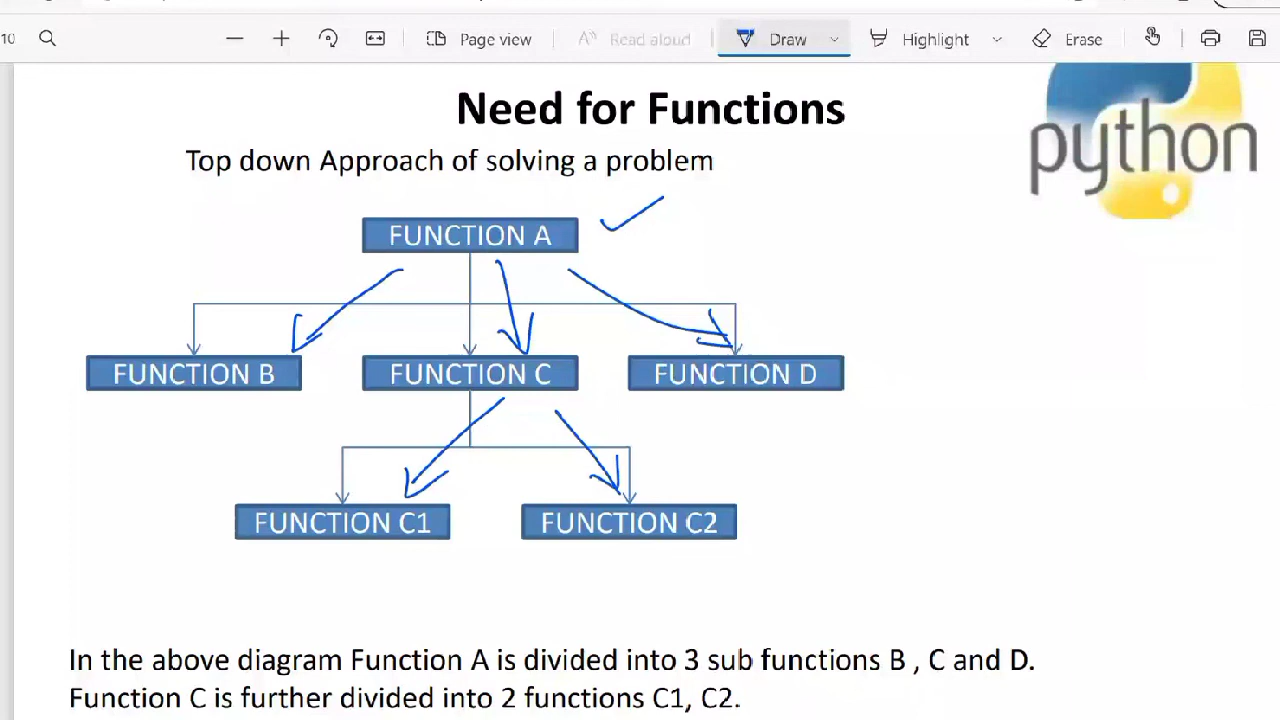 10
Page view
Read aloud
Draw
Highlight
Erase
Need for Functions
python
Top down Approach of solving a problem
FUNCTION A
FUNCTION B
FUNCTION C
FUNCTION D
FUNCTION C1
FUNCTION C2
In the above diagram Function A is divided into 3 sub functions B , C and D.
Function C is further divided into 2 functions C1, C2.